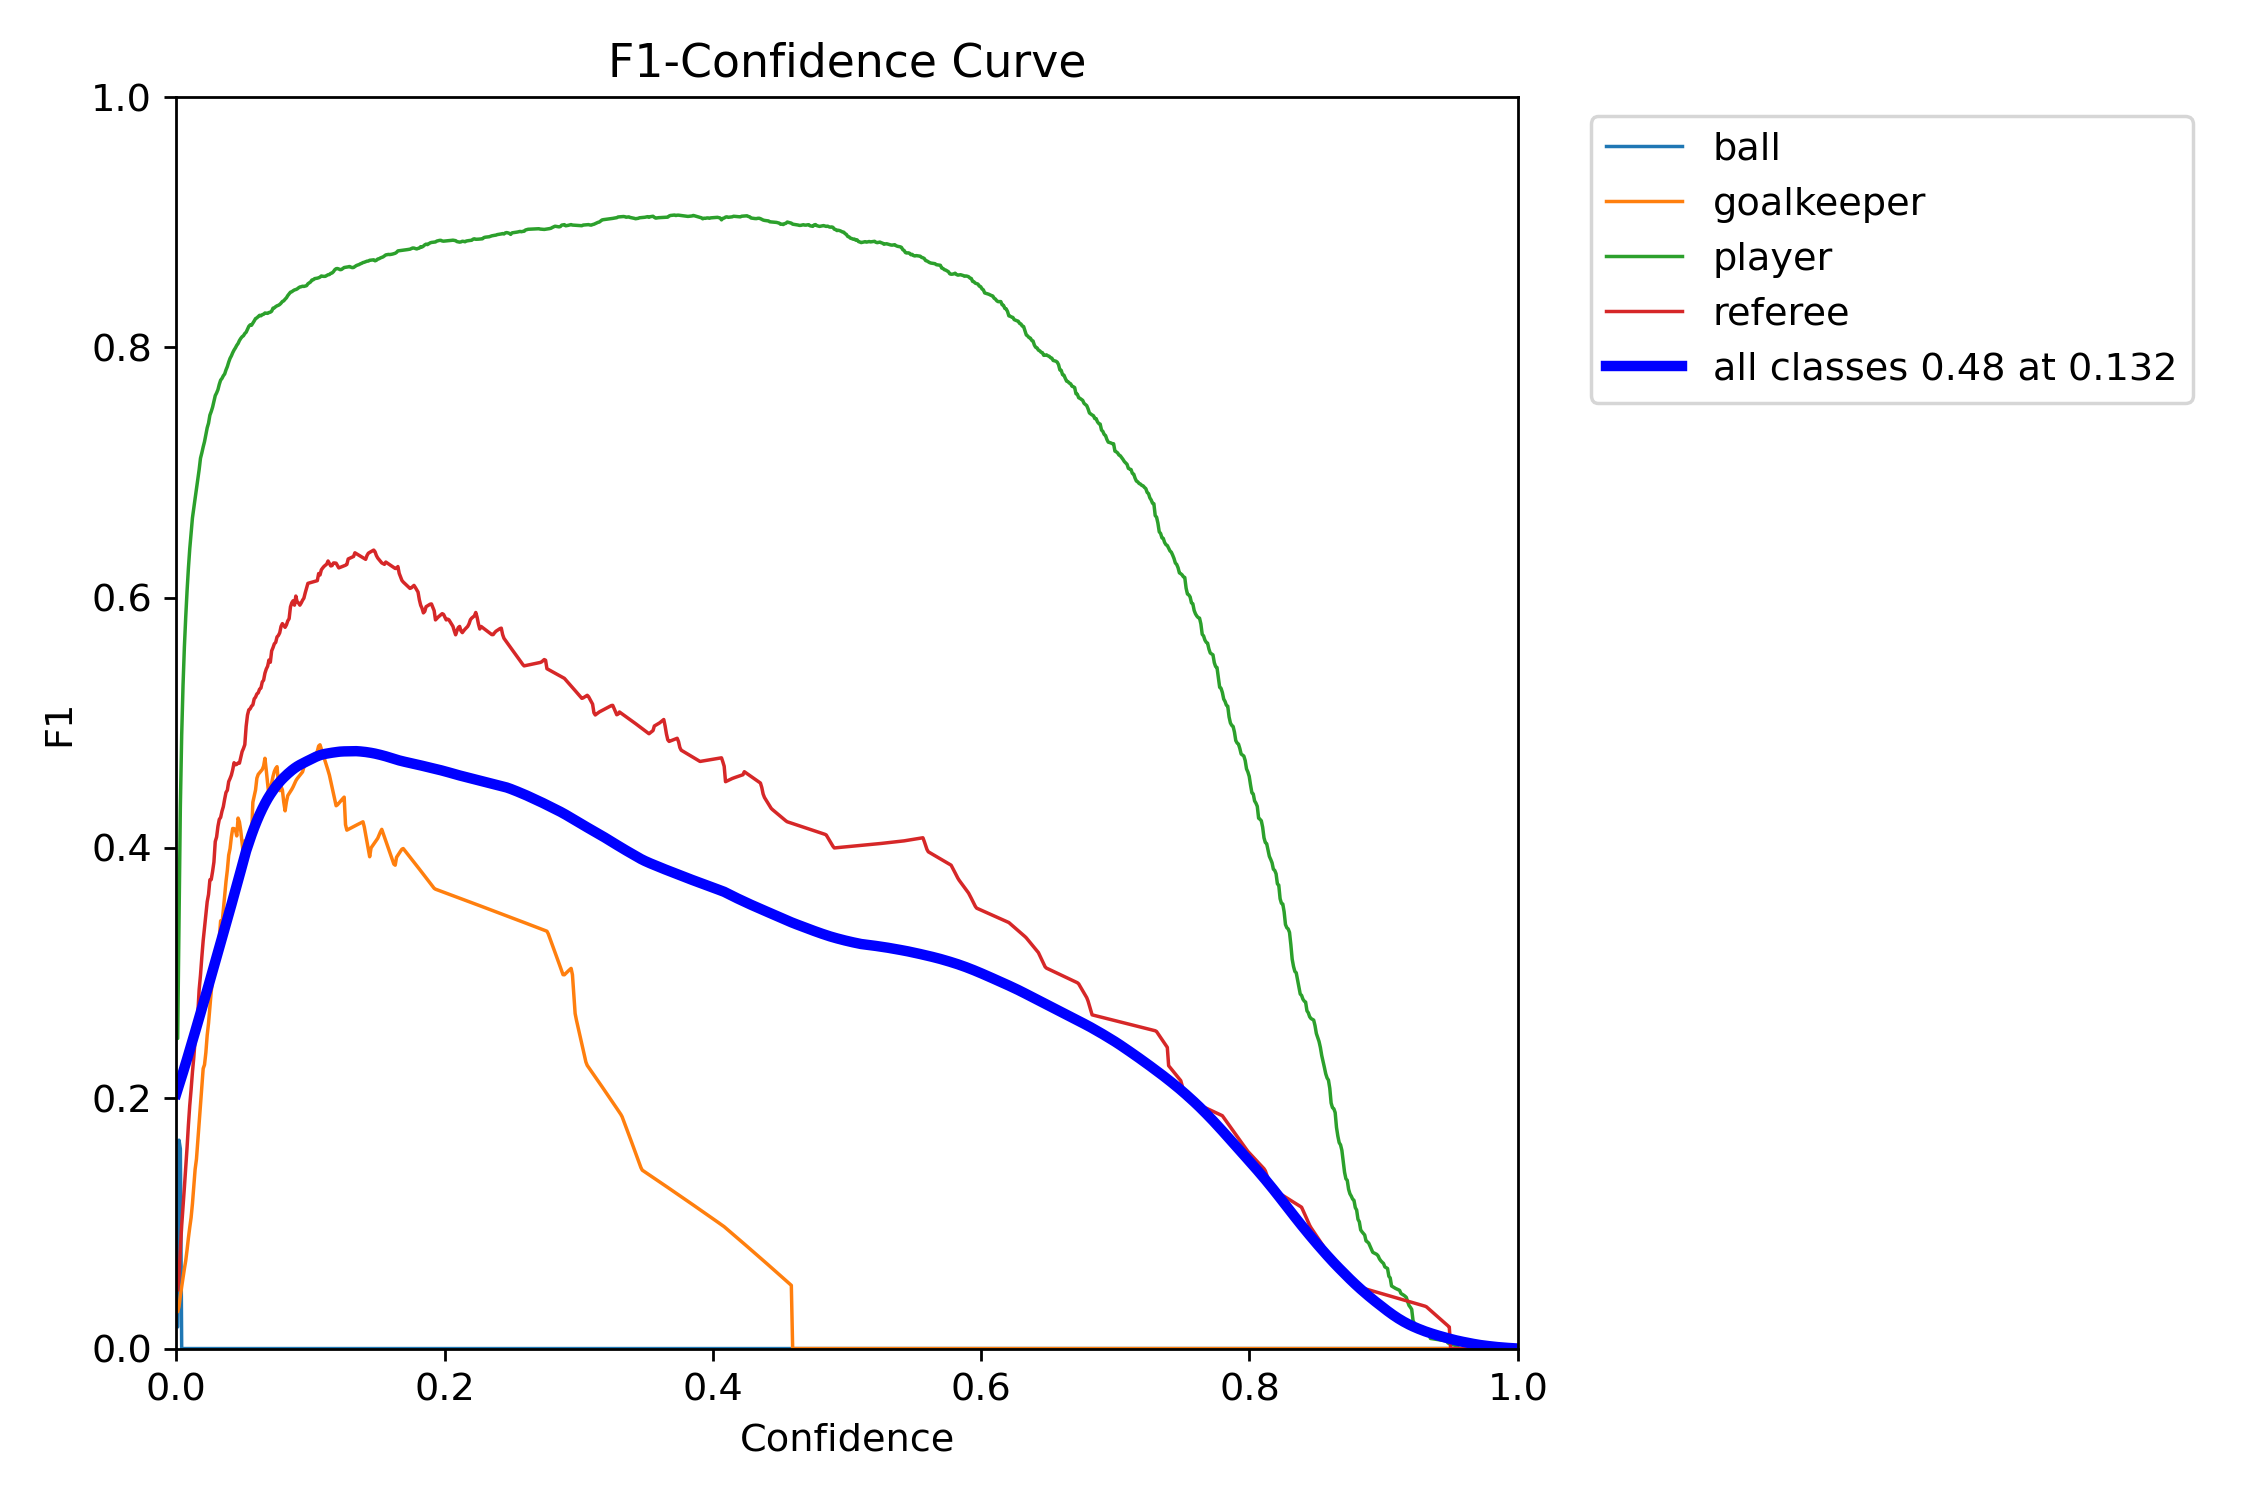 F1-Confidence Curve
1.0
0.8
0.6
0.4
0.2
0.0
F1
0.0 0.2 0.4 0.6 0.8 1.0
Confidence
ball
goalkeeper
player
referee
all classes 0.48 at 0.132